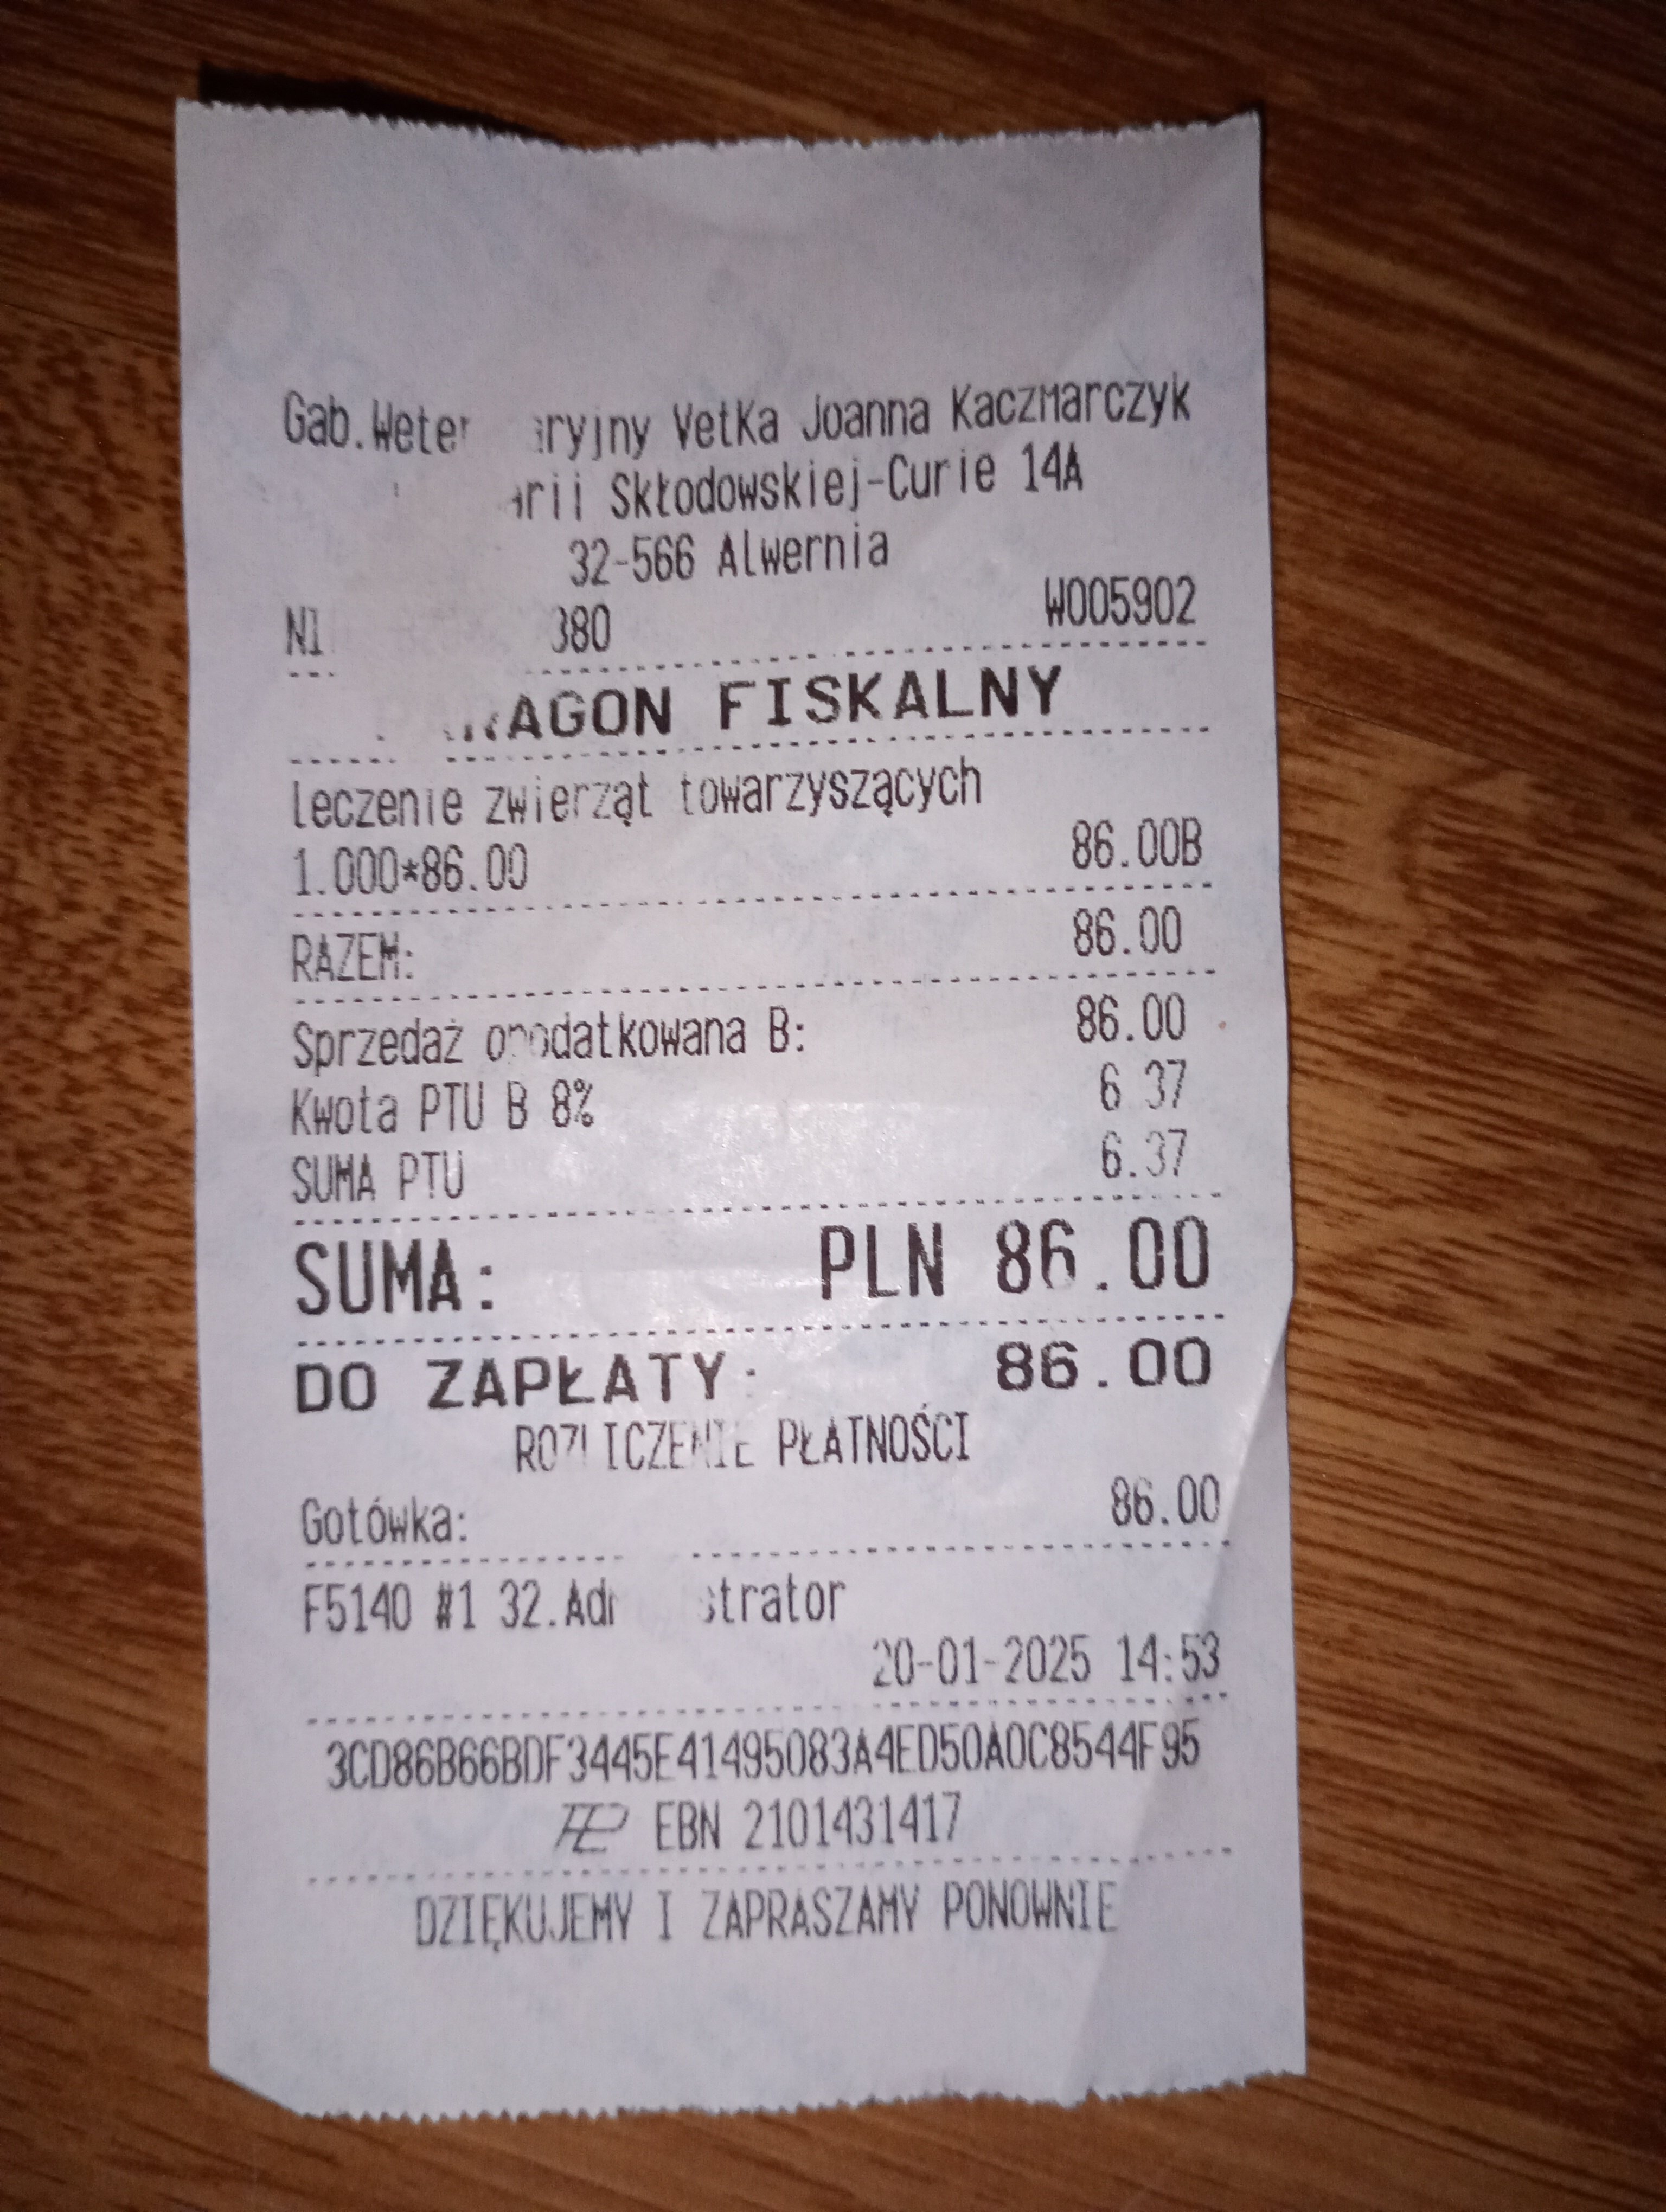 Gab. VetKa Joanna Kaczmarczyk
Skłodowskiej-Curie 14A
32-566 Alwernia
W005902
FISKALNY
leczenie zwierząt towarzyszących
1.000*86.00 86.00B
RAZEM: 86.00
Sprzedaż opodatkowana B: 86.00
Kwota PTU B 8% 6 37
SUMA PTU 6.37
SUMA: PLN 86.00
DO ZAPŁATY: 86.00
ROZLICZENIE PŁATNOŚCI
Gotówka: 86.00
F5140 #1 32.
20-01-2025 14:53
3CD86B66BDF3445E41495083A4ED50A0C8544F95
EBN 2101431417
DZIĘKUJEMY I ZAPRASZAMY PONOWNIE